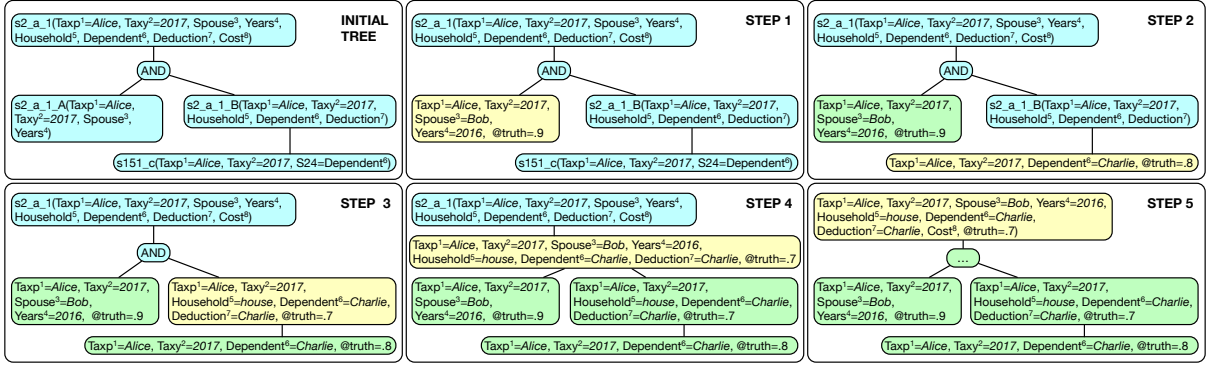 INITIAL
TREE
s2_a_1(Taxp¹=Alice, Taxy²=2017, Spouse³, Years⁴,
Household⁵, Dependent⁶, Deduction⁷, Cost⁸)
AND
s2_a_1_A(Taxp¹=Alice,
Taxy²=2017, Spouse³,
Years⁴)
s2_a_1_B(Taxp¹=Alice, Taxy²=2017,
Household⁵, Dependent⁶, Deduction⁷)
s151_c(Taxp¹=Alice, Taxy²=2017, S24=Dependent⁶)
STEP 1
s2_a_1(Taxp¹=Alice, Taxy²=2017, Spouse³, Years⁴,
Household⁵, Dependent⁶, Deduction⁷, Cost⁸)
AND
Taxp¹=Alice, Taxy²=2017,
Spouse³=Bob,
Years⁴=2016, @truth=.9
s2_a_1_B(Taxp¹=Alice, Taxy²=2017,
Household⁵, Dependent⁶, Deduction⁷)
s151_c(Taxp¹=Alice, Taxy²=2017, S24=Dependent⁶)
STEP 2
s2_a_1(Taxp¹=Alice, Taxy²=2017, Spouse³, Years⁴,
Household⁵, Dependent⁶, Deduction⁷, Cost⁸)
AND
Taxp¹=Alice, Taxy²=2017,
Spouse³=Bob,
Years⁴=2016, @truth=.9
s2_a_1_B(Taxp¹=Alice, Taxy²=2017,
Household⁵, Dependent⁶, Deduction⁷)
Taxp¹=Alice, Taxy²=2017, Dependent⁶=Charlie, @truth=.8
STEP 3
s2_a_1(Taxp¹=Alice, Taxy²=2017, Spouse³, Years⁴,
Household⁵, Dependent⁶, Deduction⁷, Cost⁸)
AND
Taxp¹=Alice, Taxy²=2017,
Spouse³=Bob,
Years⁴=2016, @truth=.9
Taxp¹=Alice, Taxy²=2017,
Household⁵=house, Dependent⁶=Charlie,
Deduction⁷=Charlie, @truth=.7
Taxp¹=Alice, Taxy²=2017, Dependent⁶=Charlie, @truth=.8
STEP 4
s2_a_1(Taxp¹=Alice, Taxy²=2017, Spouse³, Years⁴,
Household⁵, Dependent⁶, Deduction⁷, Cost⁸)
Taxp¹=Alice, Taxy²=2017, Spouse³=Bob, Years⁴=2016,
Household⁵=house, Dependent⁶=Charlie, Deduction⁷=Charlie, @truth=.7
Taxp¹=Alice, Taxy²=2017,
Spouse³=Bob,
Years⁴=2016, @truth=.9
Taxp¹=Alice, Taxy²=2017,
Household⁵=house, Dependent⁶=Charlie,
Deduction⁷=Charlie, @truth=.7
Taxp¹=Alice, Taxy²=2017, Dependent⁶=Charlie, @truth=.8
STEP 5
Taxp¹=Alice, Taxy²=2017, Spouse³=Bob, Years⁴=2016,
Household⁵=house, Dependent⁶=Charlie,
Deduction⁷=Charlie, Cost⁸, @truth=.7)
...
Taxp¹=Alice, Taxy²=2017,
Spouse³=Bob,
Years⁴=2016, @truth=.9
Taxp¹=Alice, Taxy²=2017,
Household⁵=house, Dependent⁶=Charlie,
Deduction⁷=Charlie, @truth=.7
Taxp¹=Alice, Taxy²=2017, Dependent⁶=Charlie, @truth=.8